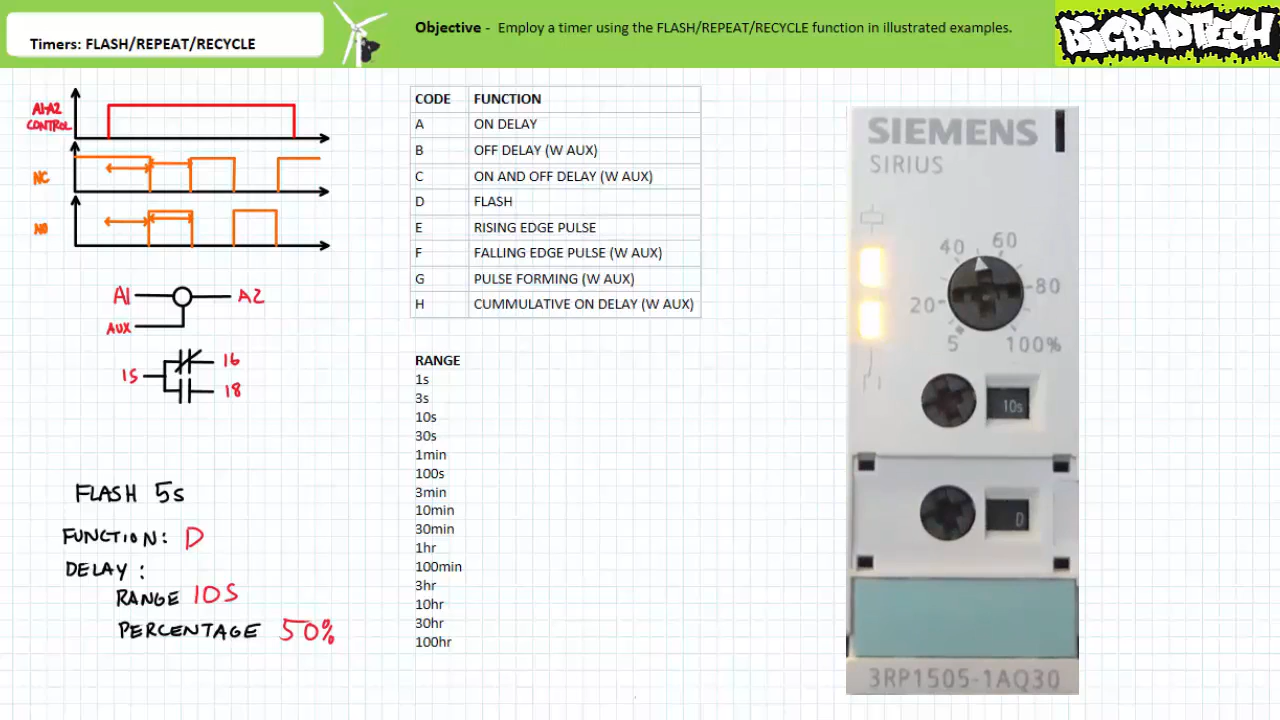 Timers: FLASH/REPEAT/RECYCLE
Objective - Employ a timer using the FLASH/REPEAT/RECYCLE function in illustrated examples.
BIGBADTECH
A1-A2
CONTROL
NC
NO
A1
A2
AUX
15
16
18
FLASH 5s
FUNCTION: D
DELAY:
RANGE 10S
PERCENTAGE 50%
CODE FUNCTION
A ON DELAY
B OFF DELAY (W AUX)
C ON AND OFF DELAY (W AUX)
D FLASH
E RISING EDGE PULSE
F FALLING EDGE PULSE (W AUX)
G PULSE FORMING (W AUX)
H CUMMULATIVE ON DELAY (W AUX)
RANGE
1s
3s
10s
30s
1min
100s
3min
10min
30min
1hr
100min
3hr
10hr
30hr
100hr
SIEMENS
SIRIUS
40 60
20 80
5 100%
10s
D
3RP1505-1AQ30